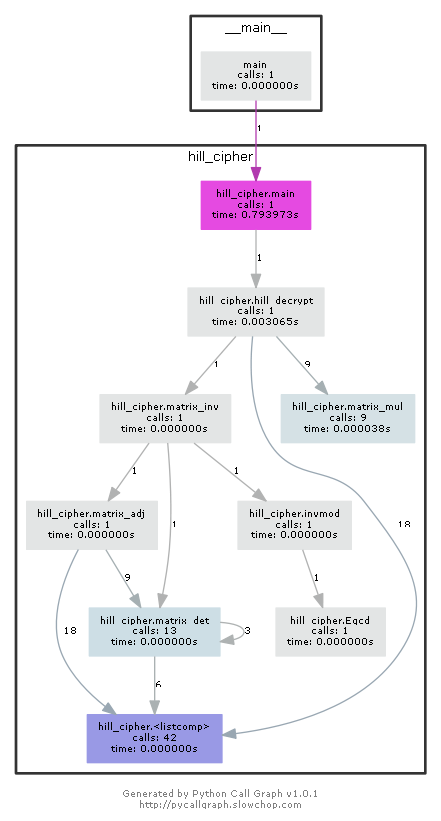 __main__
main
calls: 1
time: 0.000000s
1
hill_cipher
hill_cipher.main
calls: 1
time: 0.793973s
1
hill_cipher.hill_decrypt
calls: 1
time: 0.003065s
1
9
hill_cipher.matrix_inv
calls: 1
time: 0.000000s
hill_cipher.matrix_mul
calls: 9
time: 0.000038s
1
1
1
18
hill_cipher.matrix_adj
calls: 1
time: 0.000000s
hill_cipher.invmod
calls: 1
time: 0.000000s
9
1
18
hill_cipher.matrix_det
calls: 13
time: 0.000000s
3
hill_cipher.Egcd
calls: 1
time: 0.000000s
6
hill_cipher.<listcomp>
calls: 42
time: 0.000000s
Generated by Python Call Graph v1.0.1
http://pycallgraph.slowchop.com